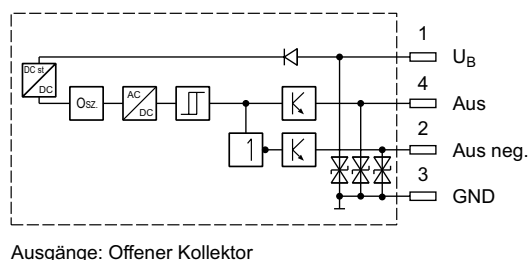 1
U_B
DC st
DC
4
Osz.
AC
DC
Aus
2
1
Aus neg.
3
GND
Ausgänge: Offener Kollektor